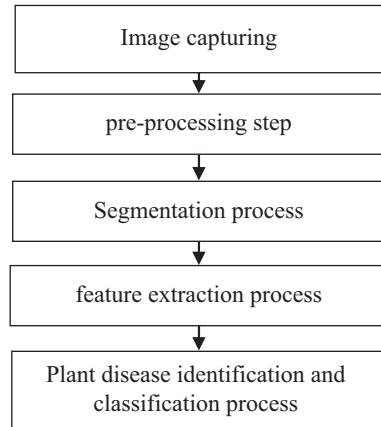 Image capturing
pre-processing step
Segmentation process
feature extraction process
Plant disease identification and
classification process